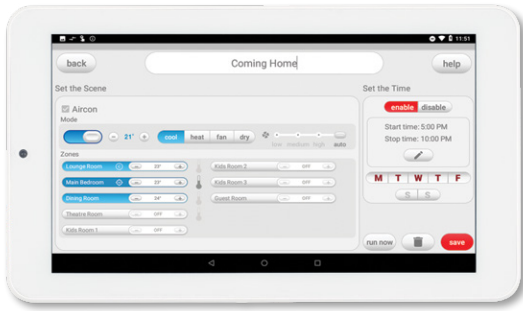 11:51
back
Coming Home
help
Set the Scene
Set the Time
Aircon
Mode
21°
cool heat fan dry
low medium high auto
enable disable
Start time: 5:00 PM
Stop time: 10:00 PM
Zones
Lounge Room 23°
Kids Room 2 OFF
Main Bedroom 23°
Kids Room 3 OFF
Dining Room 24°
Guest Room OFF
Theatre Room OFF
Kids Room 1 OFF
M T W T F
S S
run now
save